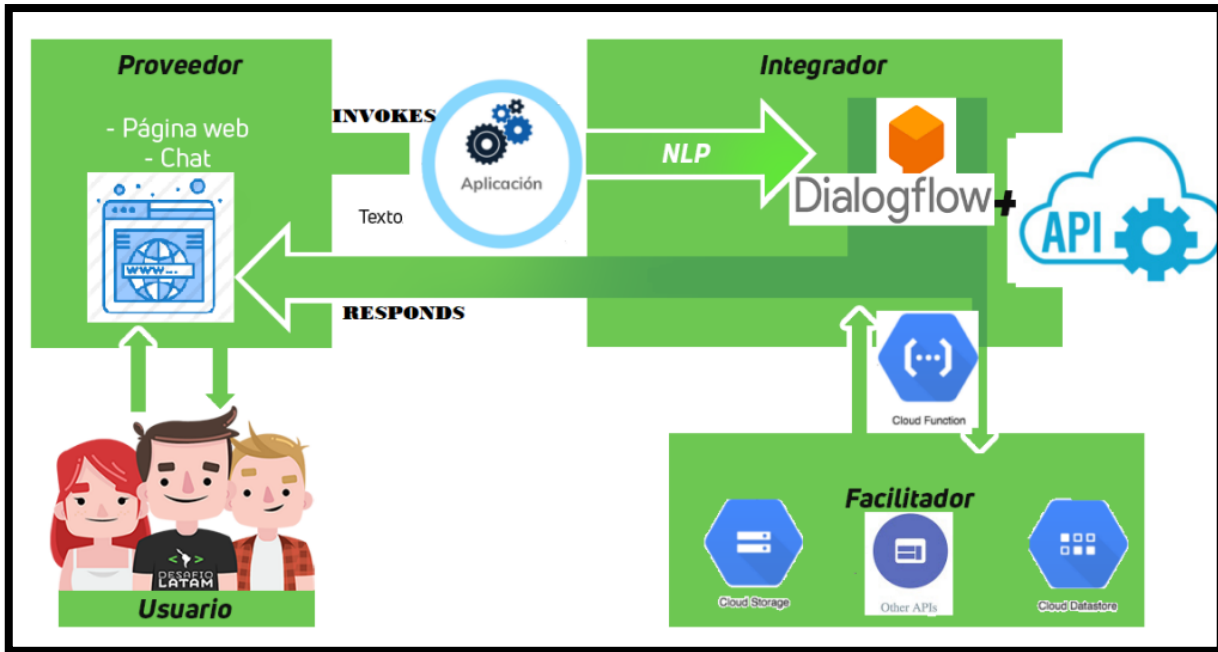 Proveedor
- Página web
- Chat
WWW...
INVOKES
Aplicación
Texto
RESPONDS
Integrador
NLP
Dialogflow
+
API
Cloud Function
Facilitador
Cloud Storage
Other APIs
Cloud Datastore
DESAFIO
LATAM
Usuario